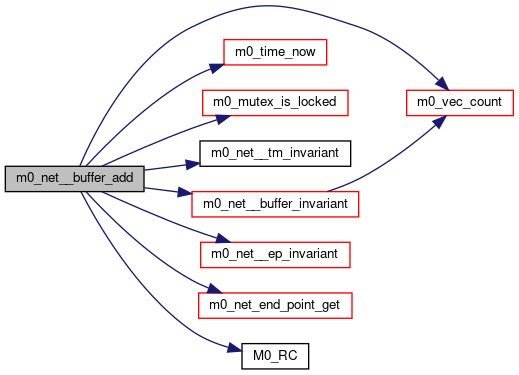 m0_time_now
m0_mutex_is_locked
m0_vec_count
m0_net__tm_invariant
m0_net__buffer_add
m0_net__buffer_invariant
m0_net__ep_invariant
m0_net_end_point_get
M0_RC